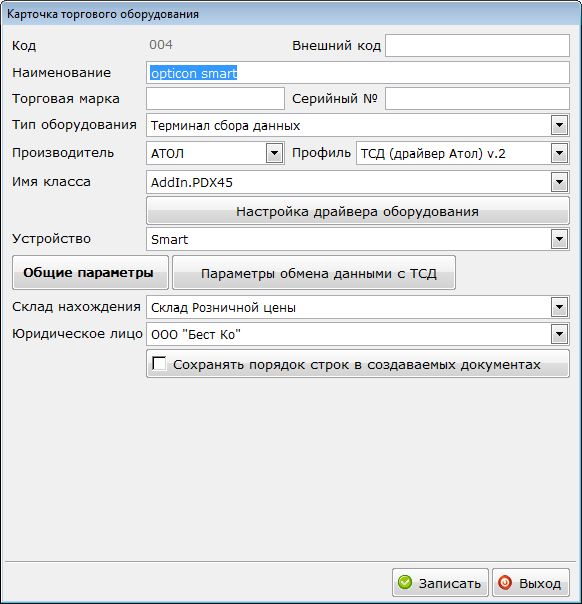 Карточка торгового оборудования
Код 004 Внешний код
Наименование opticon smart
Торговая марка Серийный №
Тип оборудования Терминал сбора данных
Производитель АТОЛ Профиль ТСД (драйвер Атол) v.2
Имя класса AddIn.PDX45
Настройка драйвера оборудования
Устройство Smart
Общие параметры Параметры обмена данными с ТСД
Склад нахождения Склад Розничной цены
Юридическое лицо ООО "Бест Ко"
Сохранять порядок строк в создаваемых документах
Записать Выход